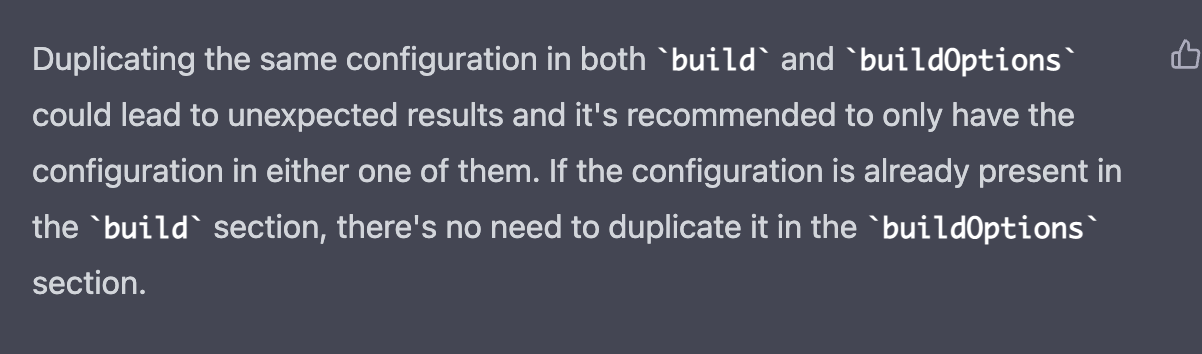 Duplicating the same configuration in both `build` and `buildOptions`
could lead to unexpected results and it's recommended to only have the
configuration in either one of them. If the configuration is already present in
the `build` section, there's no need to duplicate it in the `buildOptions`
section.